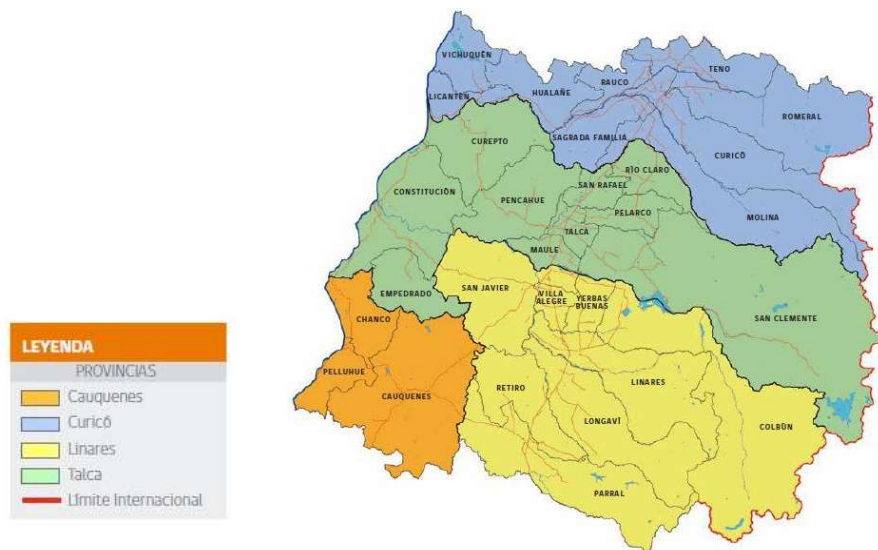 VICHUQUÉN
TENO
RAUCO
HUALAÑE
LICANTÉN
ROMERAL
SAGRADA FAMILIA
CUREPTO
CURICÓ
RÌO CLARO
SAN RAFAEL
CONSTITUCIÓN
PENCAHUE
PELARCO
MOLINA
TALCA
MAULE
SAN JAVIER
EMPEDRADO
VILLA
ALEGRE
YERBAS
BUENAS
SAN CLEMENTE
CHANCO
PELLUHUE
CAUQUENES
RETIRO
LINARES
LONGAVÍ
COLBÚN
PARRAL
LEYENDA
PROVINCIAS
Cauquenes
Curicó
Linares
Talca
Límite Internacional